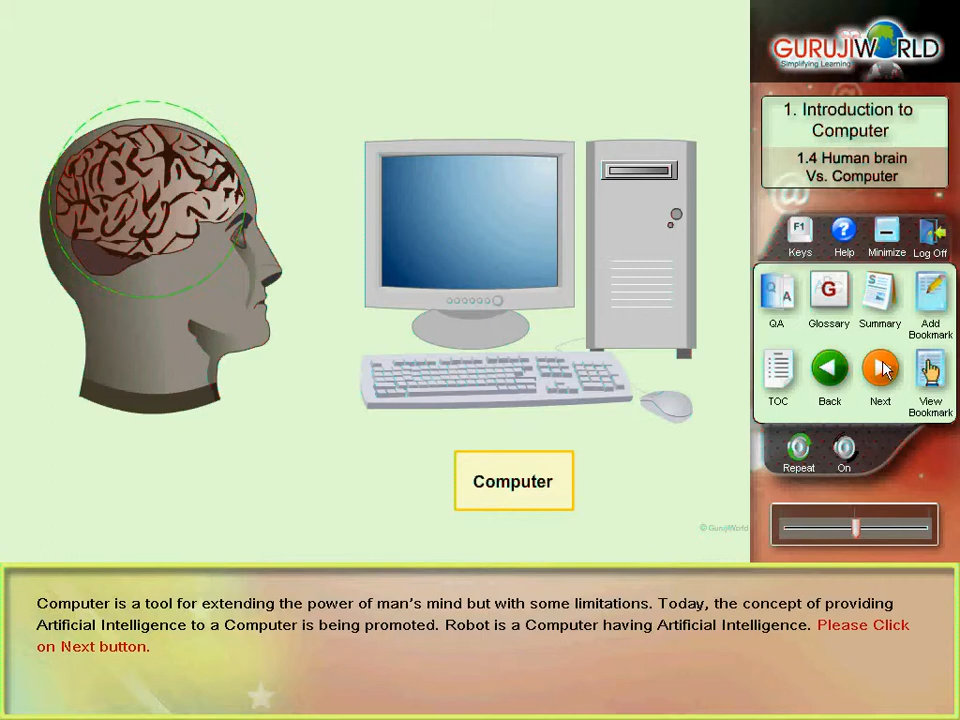 GURUJIWORLD
Simplifying Learning
1. Introduction to
Computer
1.4 Human brain
Vs. Computer
F1
Keys
Help
Minimize
Log Off
QA
Glossary
Summary
Add
Bookmark
TOC
Back
Next
View
Bookmark
Repeat
On
Computer
© GurujiWorld
Computer is a tool for extending the power of man's mind but with some limitations. Today, the concept of providing
Artificial Intelligence to a Computer is being promoted. Robot is a Computer having Artificial Intelligence. Please Click
on Next button.